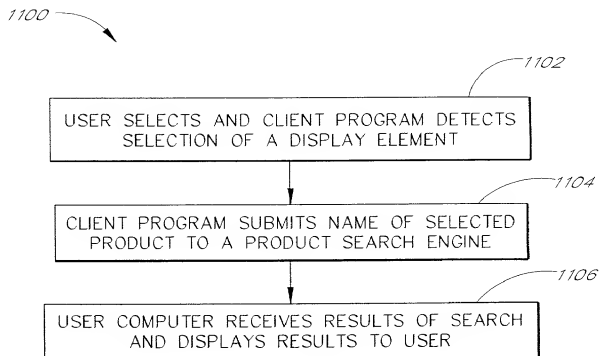 1100
1102
USER SELECTS AND CLIENT PROGRAM DETECTS
SELECTION OF A DISPLAY ELEMENT
1104
CLIENT PROGRAM SUBMITS NAME OF SELECTED
PRODUCT TO A PRODUCT SEARCH ENGINE
1106
USER COMPUTER RECEIVES RESULTS OF SEARCH
AND DISPLAYS RESULTS TO USER